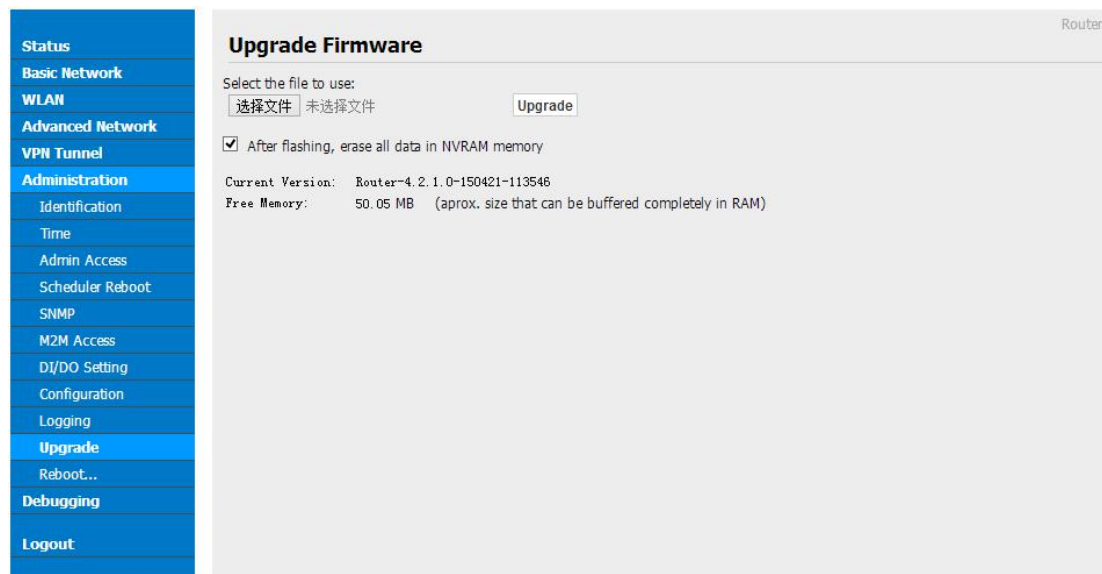 Router
Status
Basic Network
WLAN
Advanced Network
VPN Tunnel
Administration
Identification
Time
Admin Access
Scheduler Reboot
SNMP
M2M Access
DI/DO Setting
Configuration
Logging
Upgrade
Reboot...
Debugging
Logout
Upgrade Firmware
Select the file to use:
选择文件 未选择文件 Upgrade
After flashing, erase all data in NVRAM memory
Current Version: Router-4.2.1.0-150421-113546
Free Memory: 50.05 MB (aprox. size that can be buffered completely in RAM)